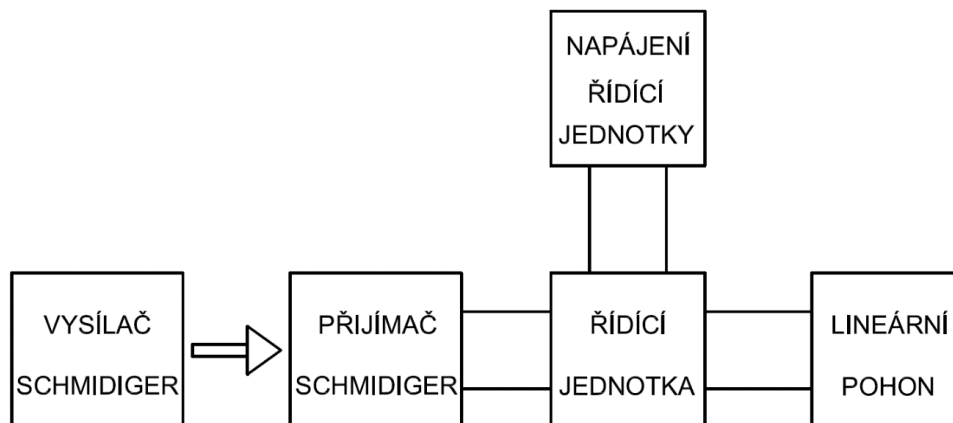 NAPÁJENÍ
ŘÍDÍCÍ
JEDNOTKY
VYSÍLAČ
SCHMIDIGER
PŘIJÍMAČ
SCHMIDIGER
ŘÍDÍCÍ
JEDNOTKA
LINEÁRNÍ
POHON